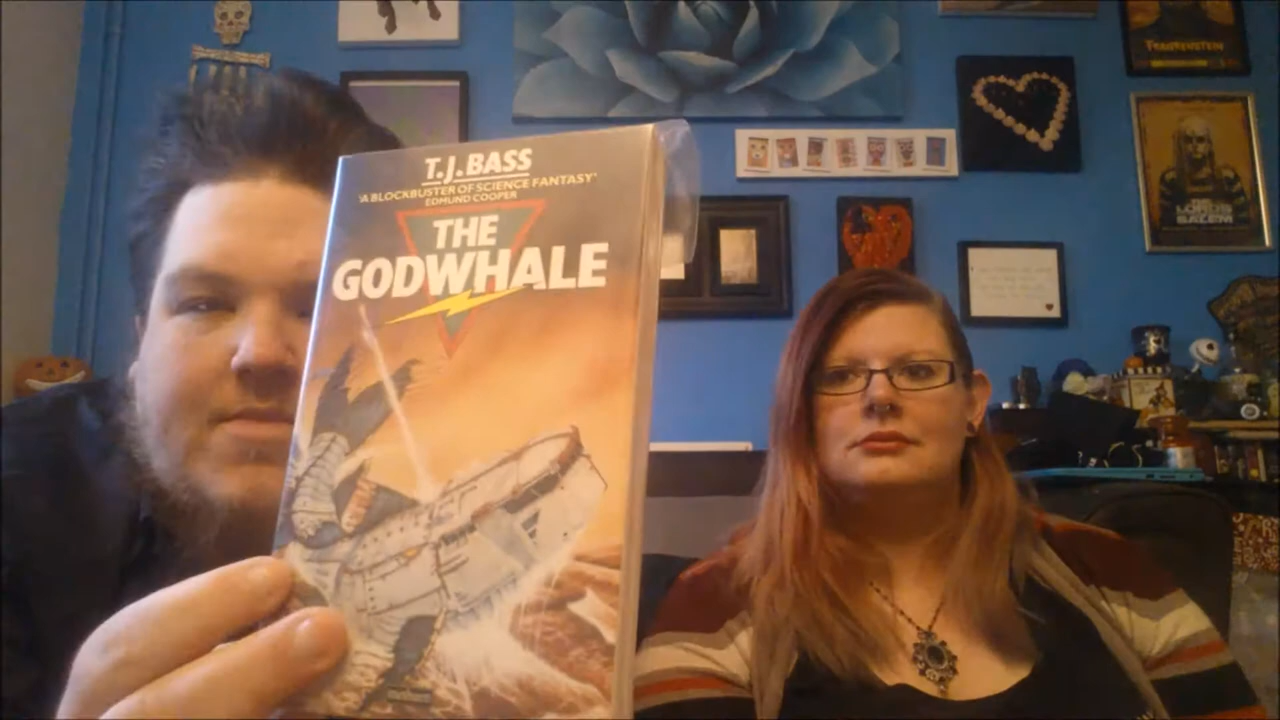 T.J.BASS
'A BLOCKBUSTER OF SCIENCE FANTASY'
EDMUND COOPER
THE
GODWHALE
FRANKENSTEIN
THE
LORDS
OF
SALEM